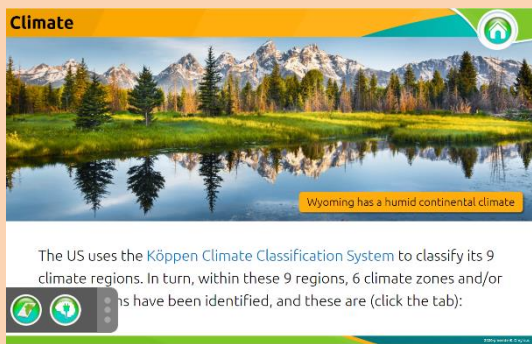 Climate
Wyoming has a humid continental climate
The US uses the Köppen Climate Classification System to classify its 9
climate regions. In turn, within these 9 regions, 6 climate zones and/or
have been identified, and these are (click the tab):